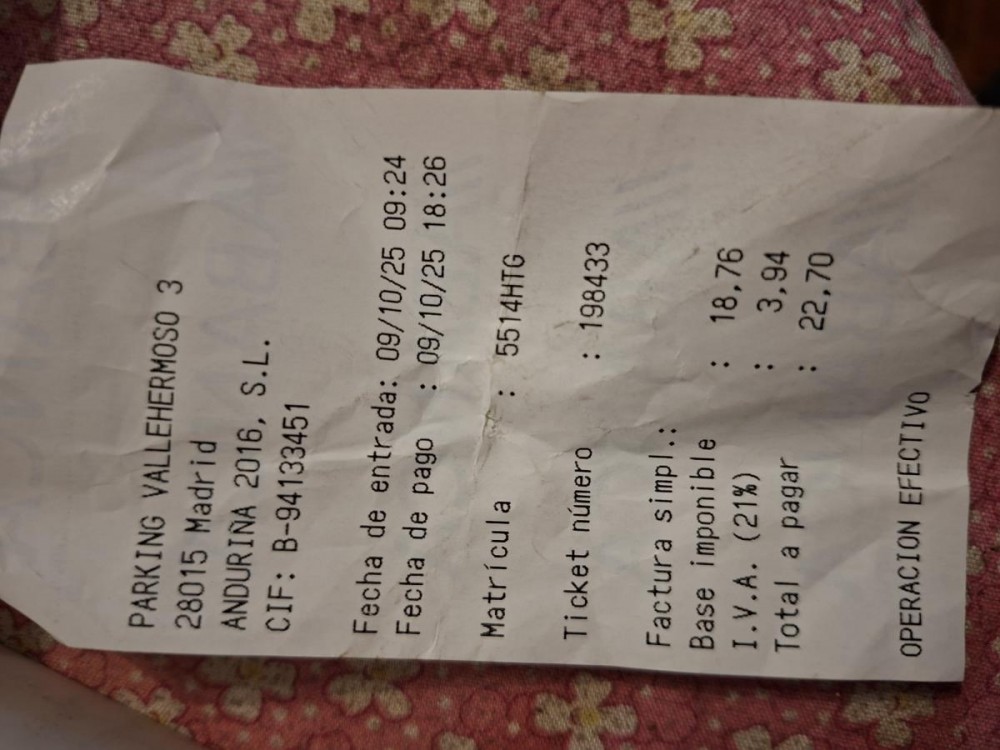 PARKING VALLEHERMOSO 3
28015 Madrid
ANDURIÑA 2016, S.L.
CIF: B-94133451
Fecha de entrada: 09/10/25 09:24
Fecha de pago : 09/10/25 18:26
Matrícula : 5514HTG
Ticket número : 198433
Factura simpl.:
Base imponible : 18,76
I.V.A. (21%) : 3,94
Total a pagar : 22,70
OPERACION EFECTIVO